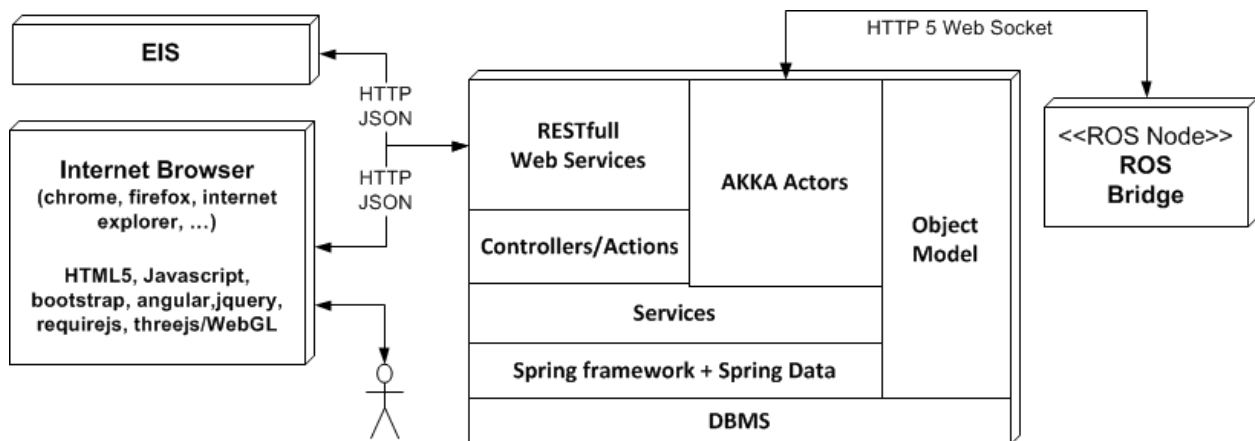 EIS
HTTP
JSON
HTTP
JSON
Internet Browser
(chrome, firefox, internet
explorer, …)
HTML5, Javascript,
bootstrap, angular,jquery,
requirejs, threejs/WebGL
RESTfull
Web Services
Controllers/Actions
AKKA Actors
Object
Model
Services
Spring framework + Spring Data
DBMS
HTTP 5 Web Socket
<<ROS Node>>
ROS
Bridge